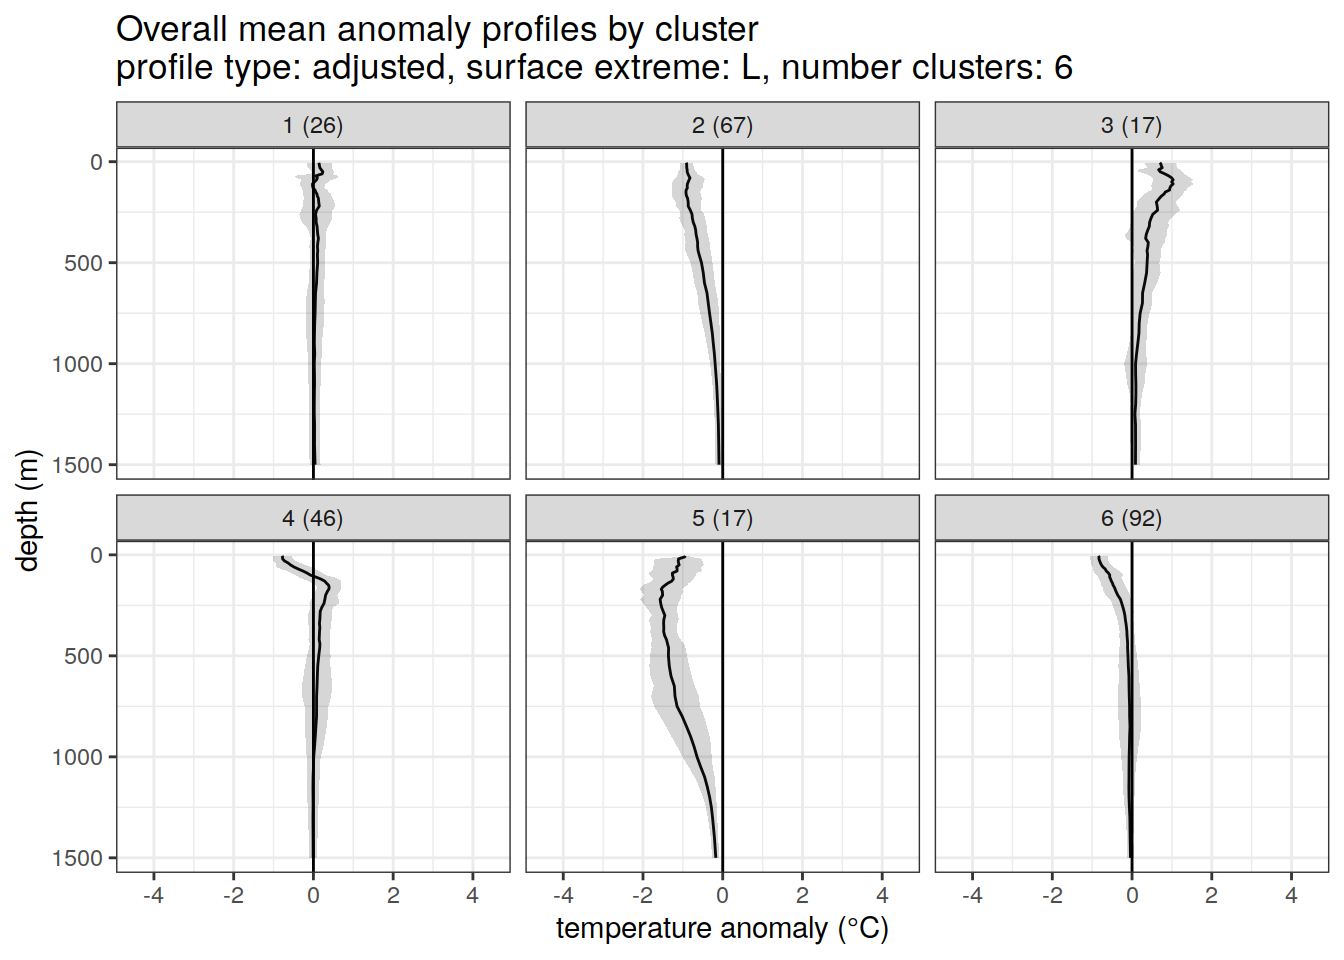 Overall mean anomaly profiles by cluster
profile type: adjusted, surface extreme: L, number clusters: 6
1 (26)
2 (67)
3 (17)
0
500
1000
1500
4 (46)
5 (17)
6 (92)
0
500
1000
1500
-4 -2 0 2 4
-4 -2 0 2 4
-4 -2 0 2 4
temperature anomaly (°C)
depth (m)